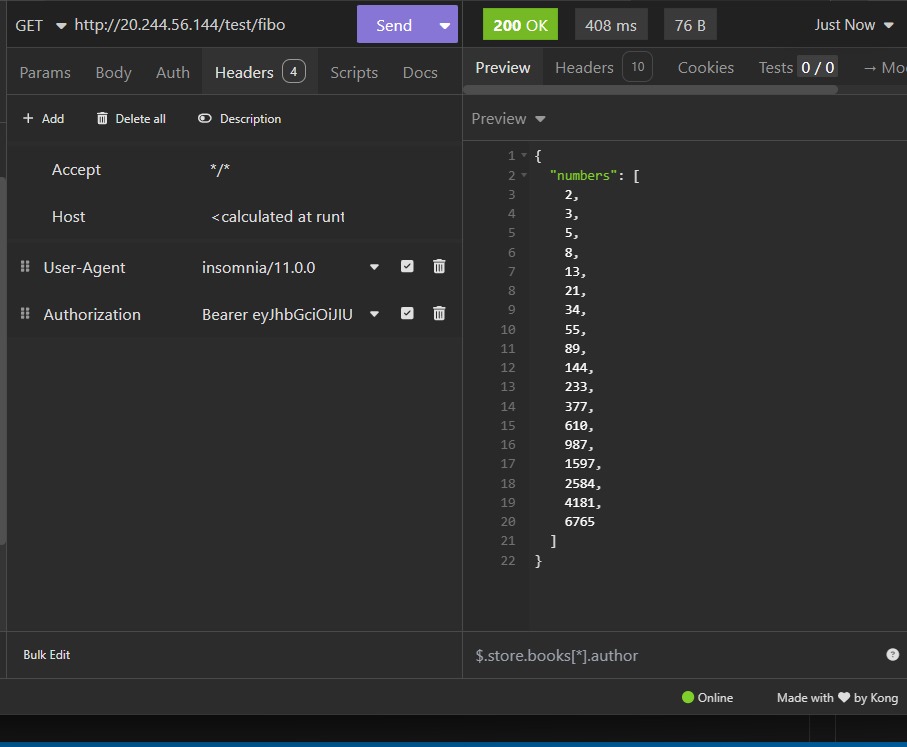 GET http://20.244.56.144/test/fibo Send
Params Body Auth Headers 4 Scripts Docs
+ Add Delete all Description
Accept */*
Host <calculated at runt
User-Agent insomnia/11.0.0
Authorization Bearer eyJhbGciOiJIU
Bulk Edit
200 OK 408 ms 76 B Just Now
Preview Headers 10 Cookies Tests 0 / 0 → Mo
Preview
1 {
2 "numbers": [
3 2,
4 3,
5 5,
6 8,
7 13,
8 21,
9 34,
10 55,
11 89,
12 144,
13 233,
14 377,
15 610,
16 987,
17 1597,
18 2584,
19 4181,
20 6765
21 ]
22 }
$.store.books[*].author ?
Online Made with ❤ by Kong